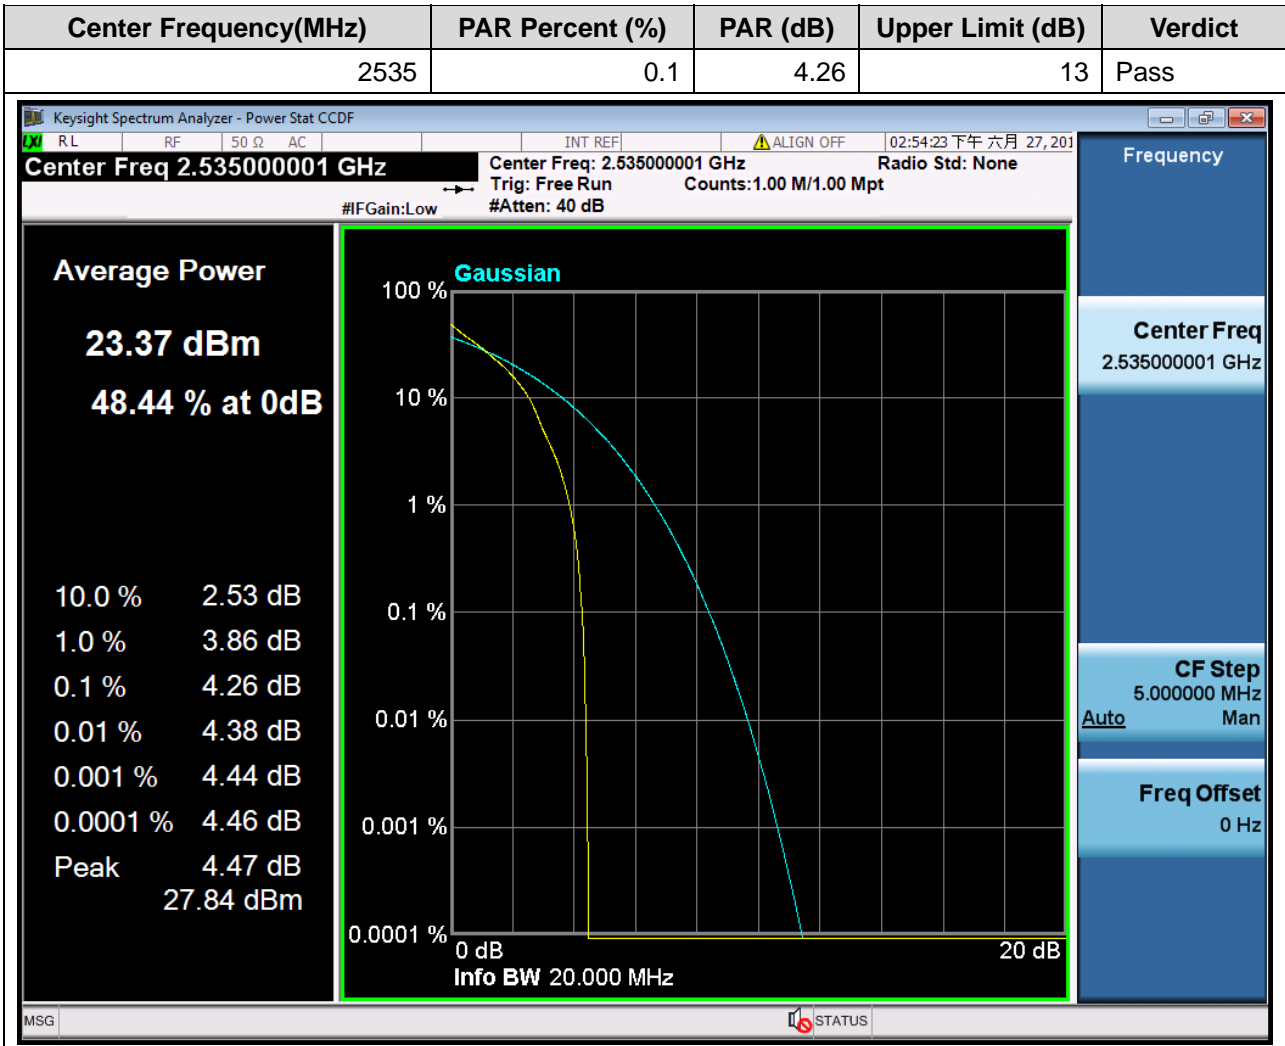 Center Frequency(MHz) PAR Percent (%) PAR (dB) Upper Limit (dB) Verdict
2535 0.1 4.26 13 Pass
Keysight Spectrum Analyzer - Power Stat CCDF
LXI RL RF 50 Ω AC INT REF ALIGN OFF 02:54:23 下午 六月 27, 201
Center Freq 2.535000001 GHz
#IFGain:Low
Center Freq: 2.535000001 GHz Radio Std: None
Trig: Free Run Counts:1.00 M/1.00 Mpt
#Atten: 40 dB
Average Power
23.37 dBm
48.44 % at 0dB
10.0 % 2.53 dB
1.0 % 3.86 dB
0.1 % 4.26 dB
0.01 % 4.38 dB
0.001 % 4.44 dB
0.0001 % 4.46 dB
Peak 4.47 dB
27.84 dBm
Gaussian
100 %
10 %
1 %
0.1 %
0.01 %
0.001 %
0.0001 %
0 dB 20 dB
Info BW 20.000 MHz
Frequency
Center Freq
2.535000001 GHz
CF Step
5.000000 MHz
Auto Man
Freq Offset
0 Hz
MSG STATUS